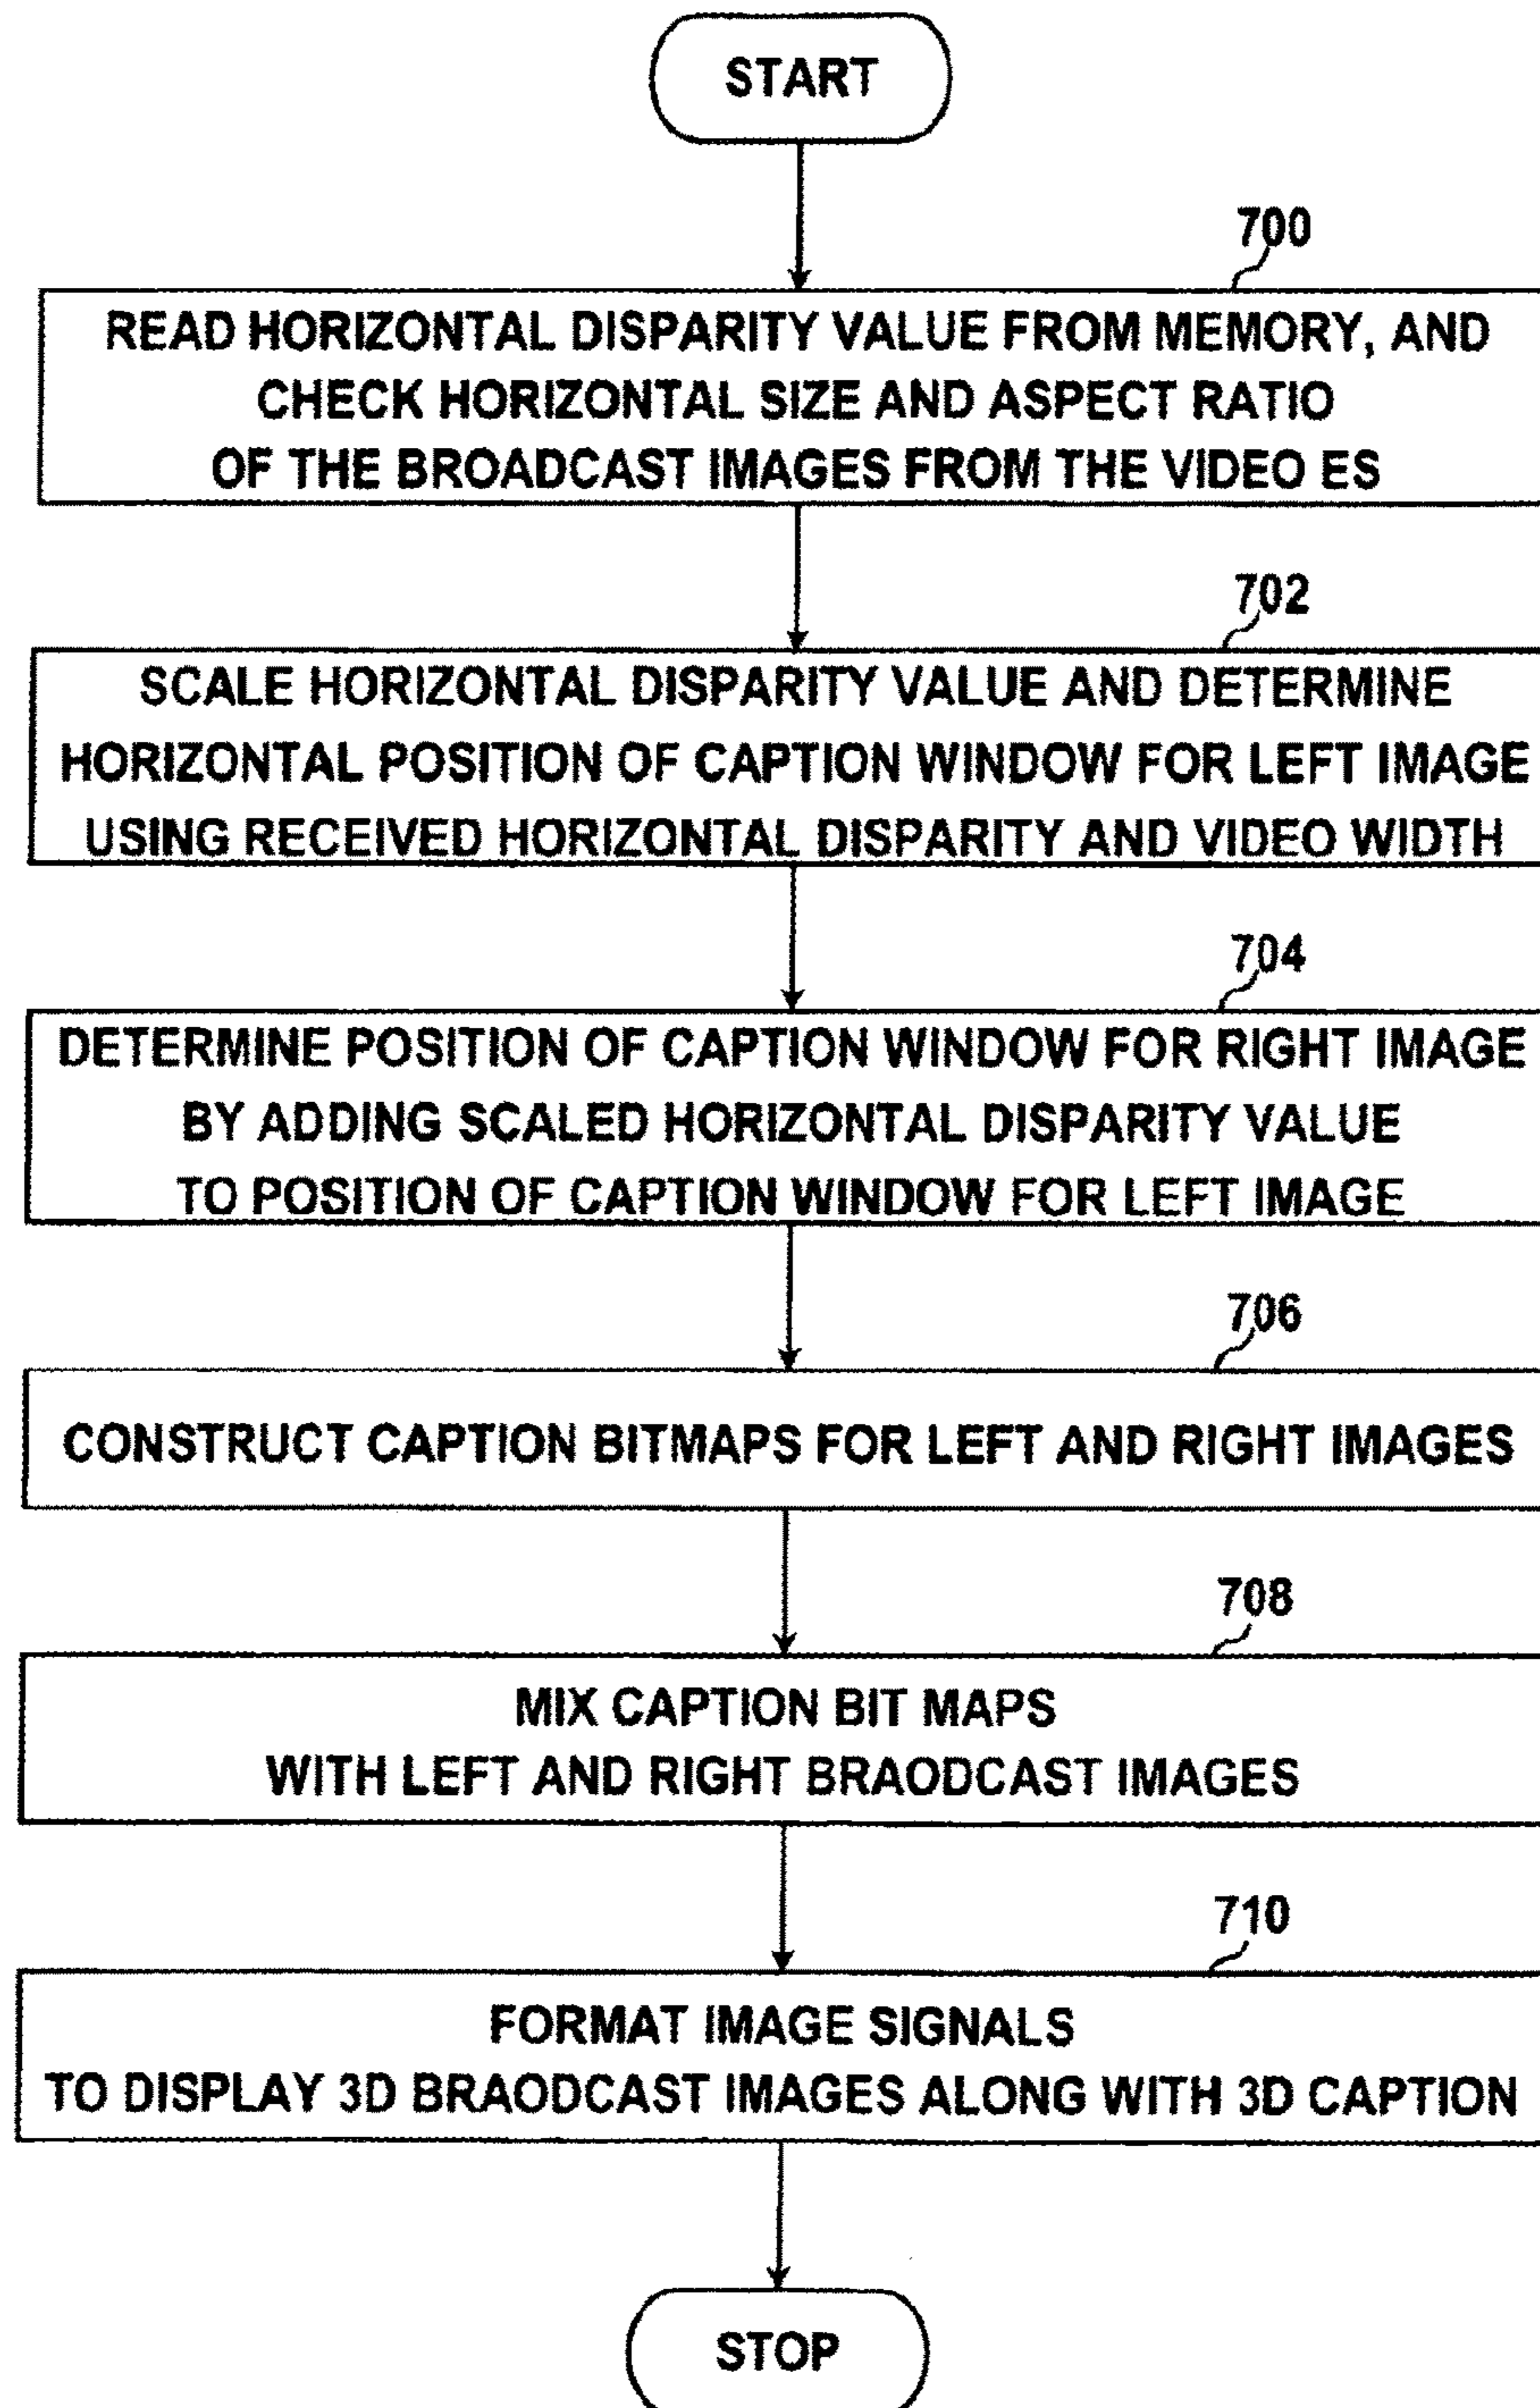 START
700
READ HORIZONTAL DISPARITY VALUE FROM MEMORY, AND
CHECK HORIZONTAL SIZE AND ASPECT RATIO
OF THE BROADCAST IMAGES FROM THE VIDEO ES
702
SCALE HORIZONTAL DISPARITY VALUE AND DETERMINE
HORIZONTAL POSITION OF CAPTION WINDOW FOR LEFT IMAGE
USING RECEIVED HORIZONTAL DISPARITY AND VIDEO WIDTH
704
DETERMINE POSITION OF CAPTION WINDOW FOR RIGHT IMAGE
BY ADDING SCALED HORIZONTAL DISPARITY VALUE
TO POSITION OF CAPTION WINDOW FOR LEFT IMAGE
706
CONSTRUCT CAPTION BITMAPS FOR LEFT AND RIGHT IMAGES
708
MIX CAPTION BIT MAPS
WITH LEFT AND RIGHT BRAODCAST IMAGES
710
FORMAT IMAGE SIGNALS
TO DISPLAY 3D BRAODCAST IMAGES ALONG WITH 3D CAPTION
STOP